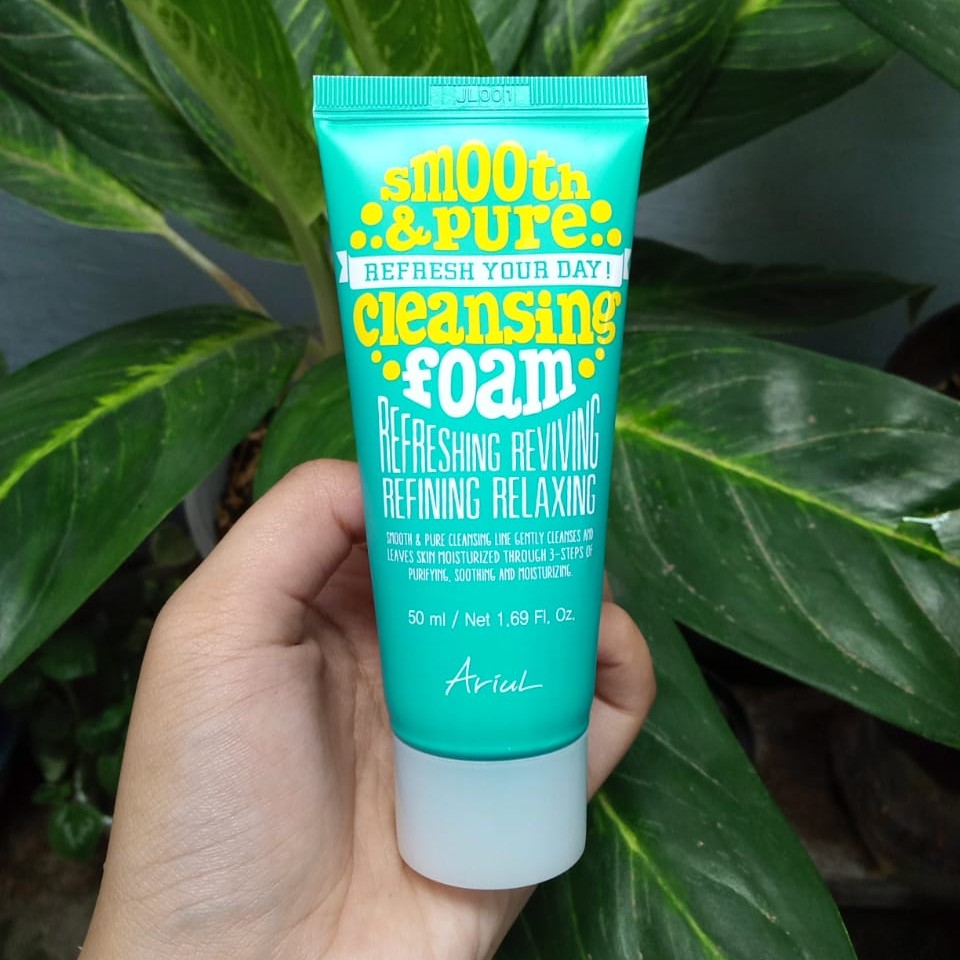 JL001
smooth
& pure
REFRESH YOUR DAY!
cleansing
foam
REFRESHING REVIVING
REFINING RELAXING
SMOOTH & PURE CLEANSING LINE GENTLY CLEANSES AND
LEAVES SKIN MOISTURIZED THROUGH 3-STEPS OF
PURIFYING, SOOTHING AND MOISTURIZING.
50 ml / Net 1.69 Fl. Oz.
Ariul